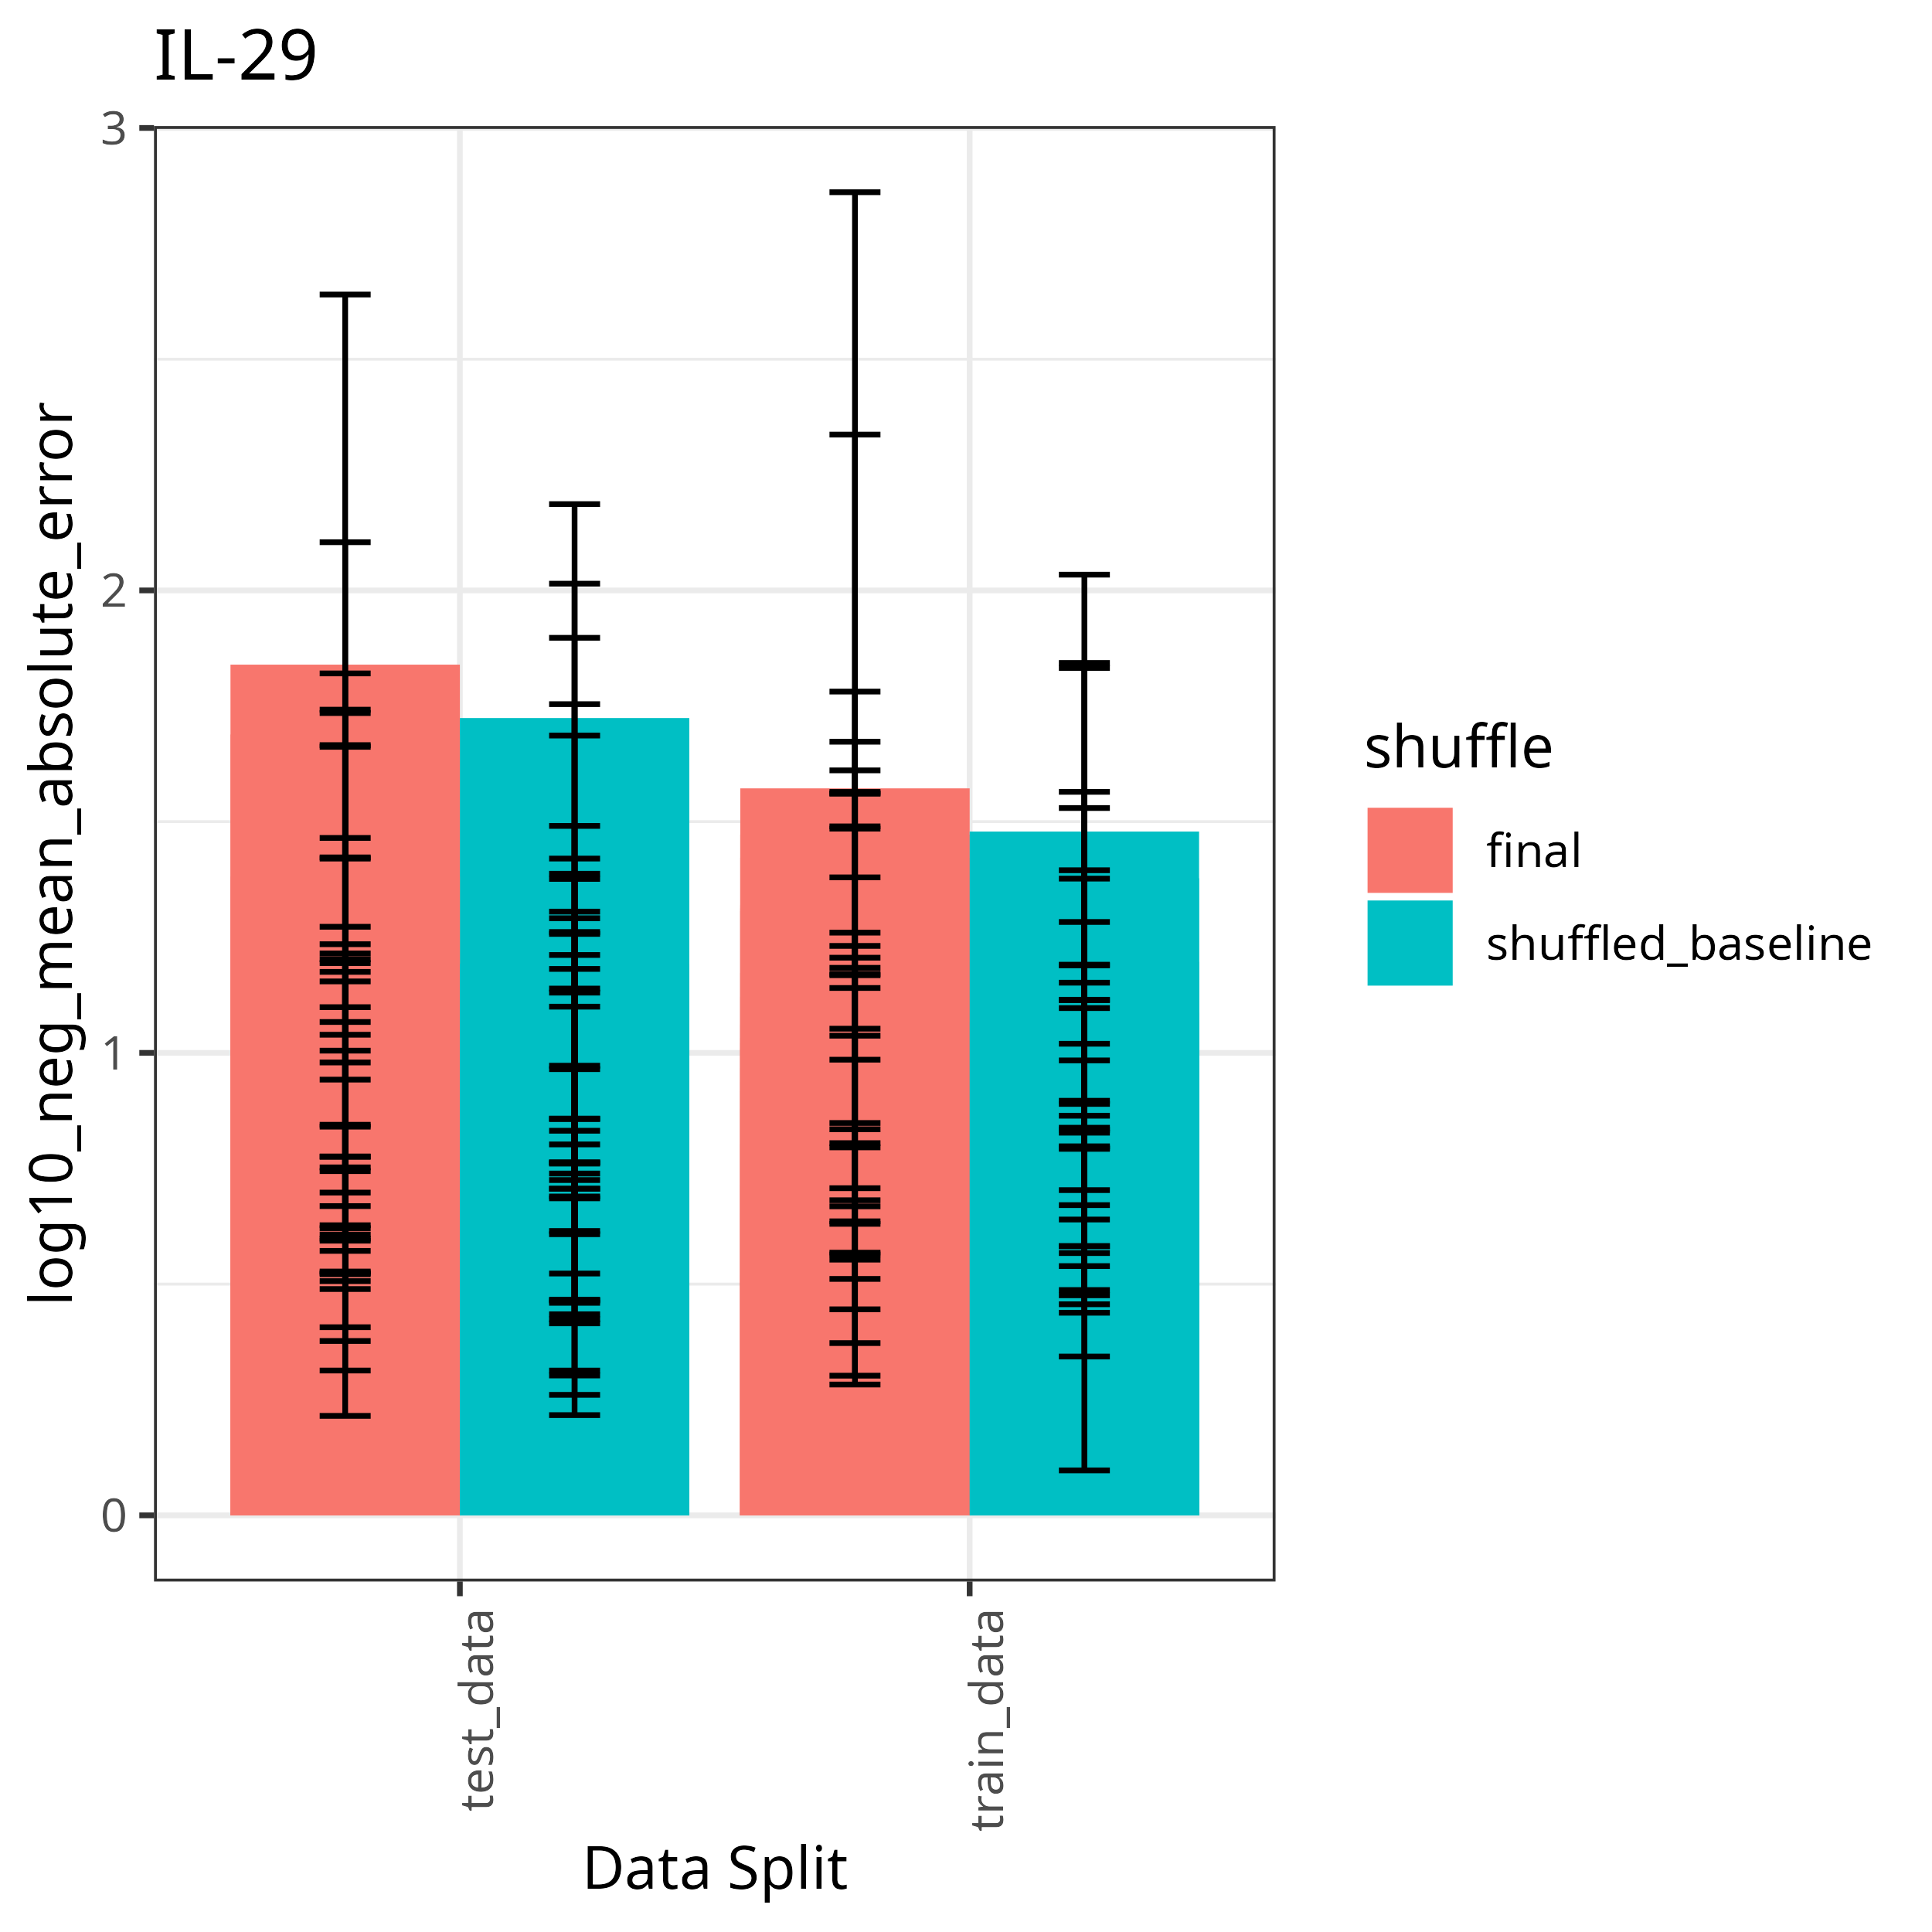 IL-29
log10_neg_mean_absolute_error
3
2
1
0
test_data
train_data
Data Split
shuffle
final
shuffled_baseline